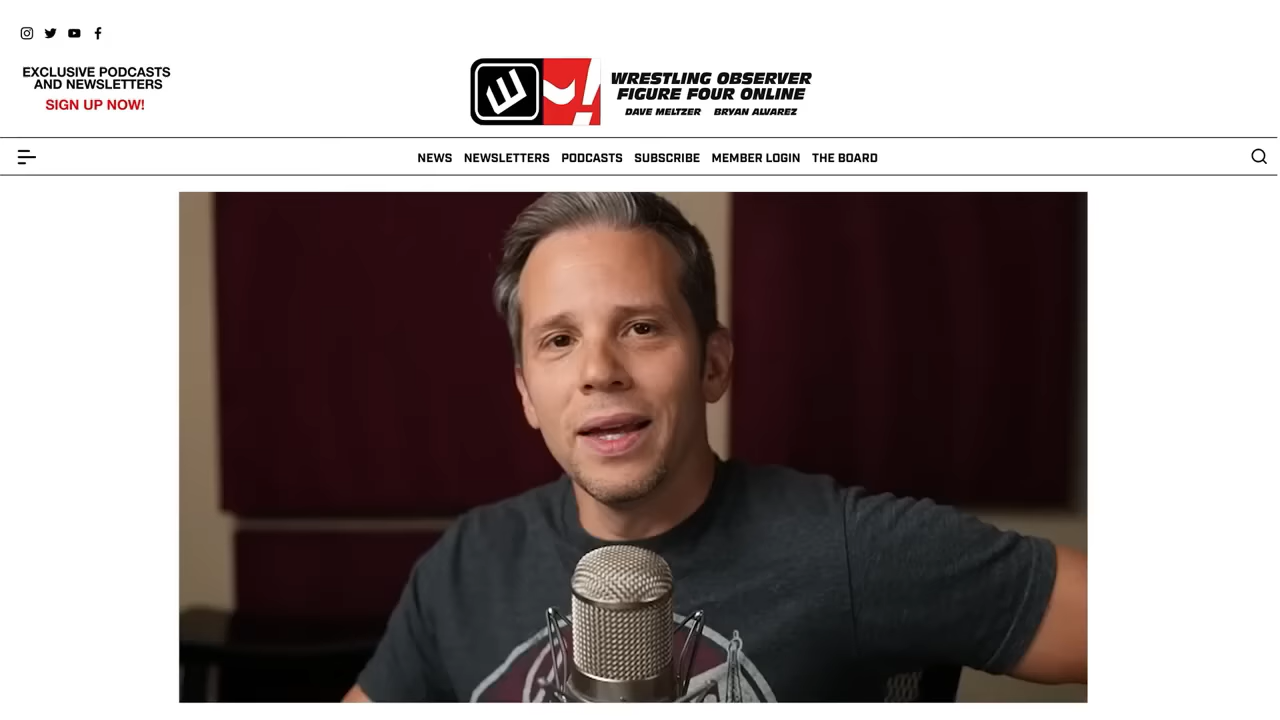 EXCLUSIVE PODCASTS
AND NEWSLETTERS
SIGN UP NOW!
WRESTLING OBSERVER
FIGURE FOUR ONLINE
DAVE MELTZER BRYAN ALVAREZ
NEWS NEWSLETTERS PODCASTS SUBSCRIBE MEMBER LOGIN THE BOARD